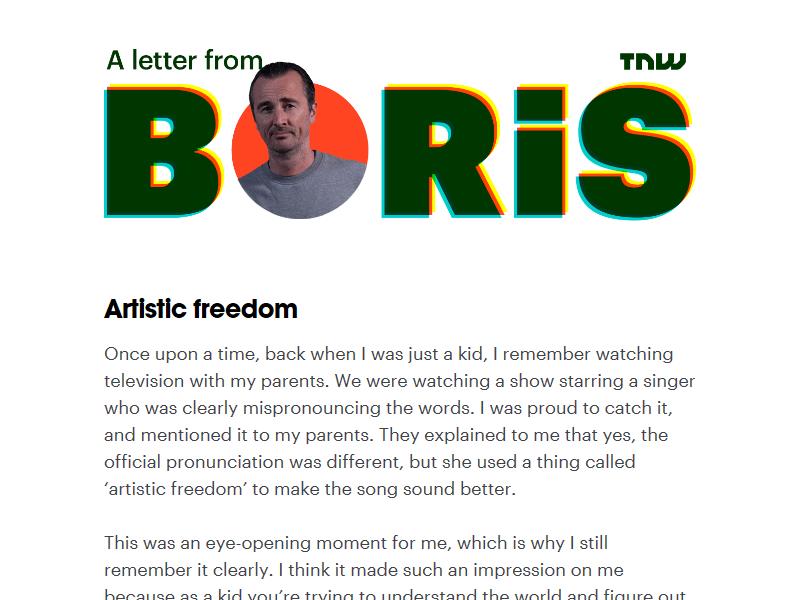 A letter from
TNW
BORiS
Artistic freedom
Once upon a time, back when I was just a kid, I remember watching
television with my parents. We were watching a show starring a singer
who was clearly mispronouncing the words. I was proud to catch it,
and mentioned it to my parents. They explained to me that yes, the
official pronunciation was different, but she used a thing called
‘artistic freedom’ to make the song sound better.
This was an eye-opening moment for me, which is why I still
remember it clearly. I think it made such an impression on me
because as a kid you’re trying to understand the world and figure out